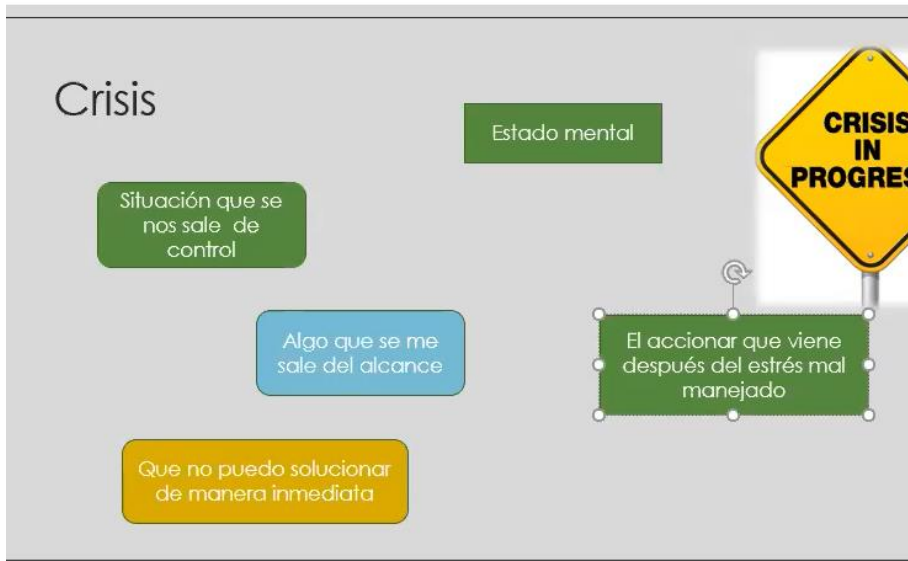 Crisis
Estado mental
CRISIS
IN
PROGRES
Situación que se
nos sale de
control
Algo que se me
sale del alcance
El accionar que viene
después del estrés mal
manejado
Que no puedo solucionar
de manera inmediata